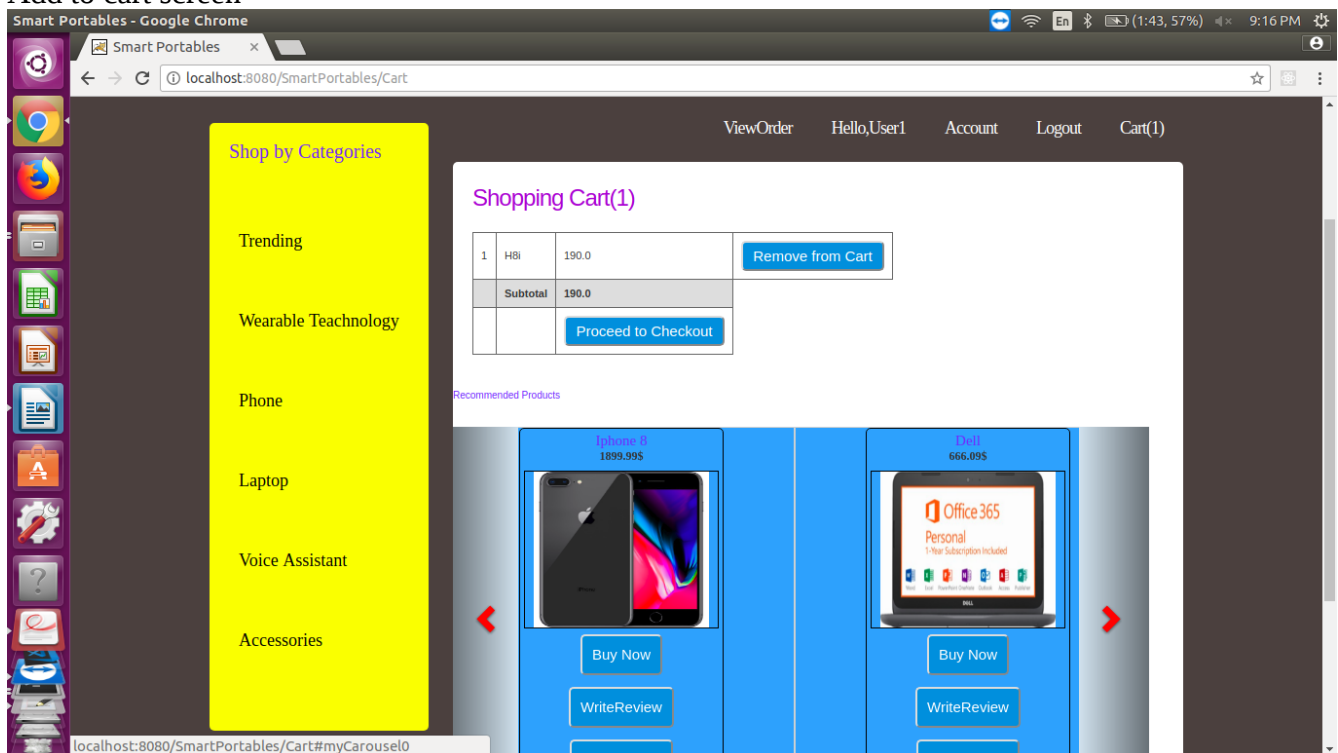 Add to cart screen
Smart Portables - Google Chrome
En
(1:43, 57%)
9:16 PM
Smart Portables
localhost:8080/SmartPortables/Cart
ViewOrder Hello,User1 Account Logout Cart(1)
Shop by Categories
Trending
Wearable Teachnology
Phone
Laptop
Voice Assistant
Accessories
Shopping Cart(1)
1 H8i 190.0 Remove from Cart
Subtotal 190.0
Proceed to Checkout
Recommended Products
Iphone 8
1899.99$
Buy Now
WriteReview
Dell
666.09$
Office 365
Personal
1-Year Subscription Included
DELL
Buy Now
WriteReview
localhost:8080/SmartPortables/Cart#myCarousel0